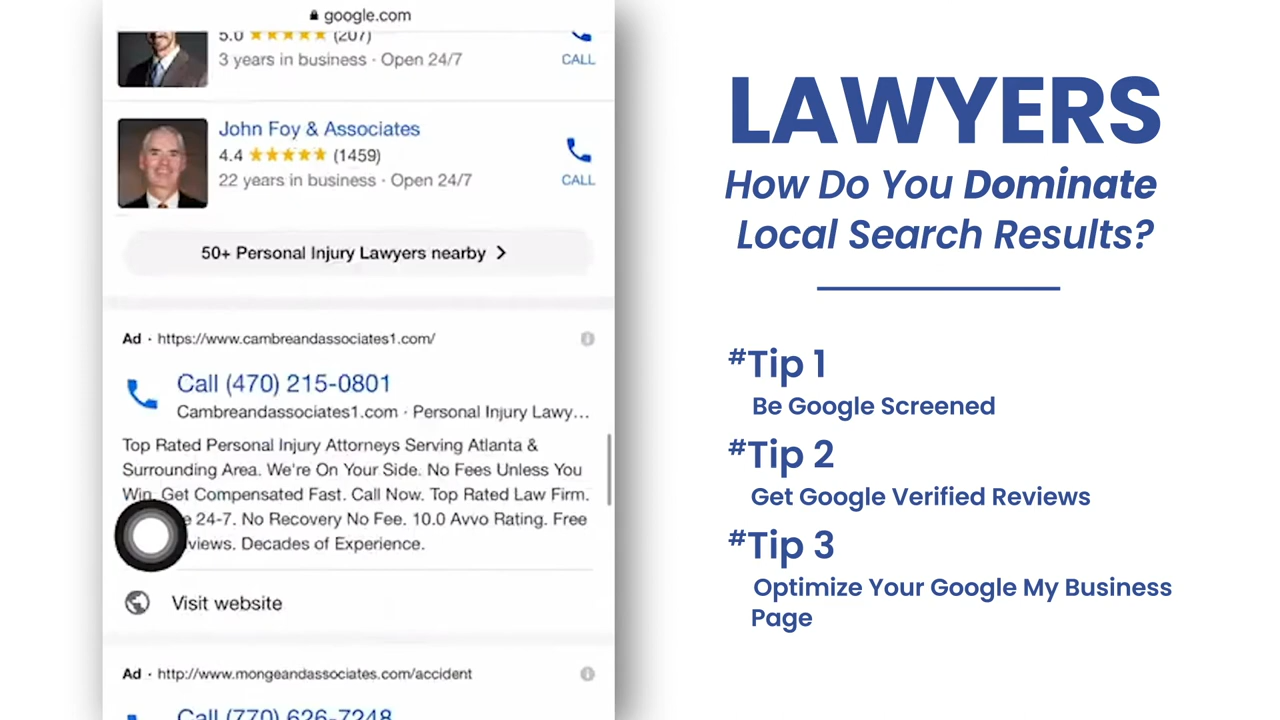 google.com
5.0 (207)
3 years in business · Open 24/7
CALL
John Foy & Associates
4.4 (1459)
22 years in business · Open 24/7
CALL
50+ Personal Injury Lawyers nearby
Ad · https://www.cambreandassociates1.com/
Call (470) 215-0801
Cambreandassociates1.com · Personal Injury Lawy...
Top Rated Personal Injury Attorneys Serving Atlanta &
Surrounding Area. We're On Your Side. No Fees Unless You
Win. Get Compensated Fast. Call Now. Top Rated Law Firm.
24-7. No Recovery No Fee. 10.0 Avvo Rating. Free
Decades of Experience.
Visit website
Ad · http://www.mongeandassociates.com/accident
Call (770) 626-7248
LAWYERS
How Do You Dominate
Local Search Results?
#Tip 1
Be Google Screened
#Tip 2
Get Google Verified Reviews
#Tip 3
Optimize Your Google My Business
Page